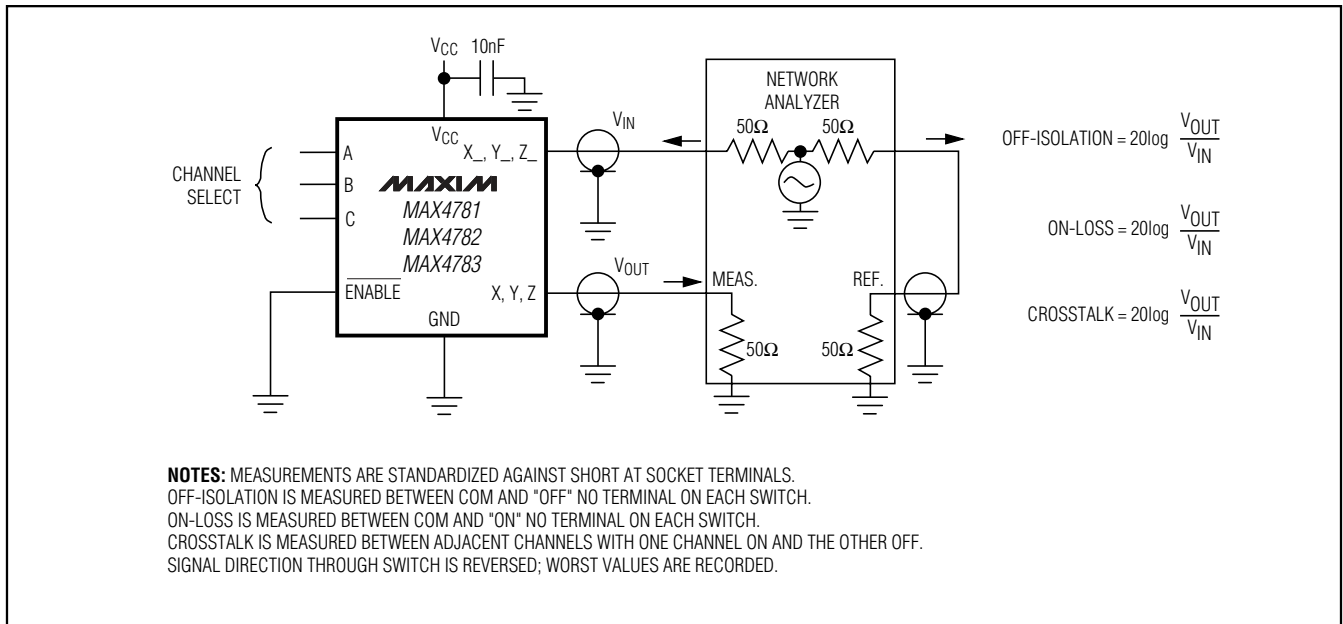 VCC 10nF
NETWORK
ANALYZER
50Ω 50Ω
VIN
VCC
X_, Y_, Z_
CHANNEL
SELECT
A
B
C
MAXIM
MAX4781
MAX4782
MAX4783
ENABLE
X, Y, Z
GND
VOUT
MEAS.
REF.
50Ω 50Ω
OFF-ISOLATION = 20log VOUT
VIN
ON-LOSS = 20log VOUT
VIN
CROSSTALK = 20log VOUT
VIN
NOTES: MEASUREMENTS ARE STANDARDIZED AGAINST SHORT AT SOCKET TERMINALS.
OFF-ISOLATION IS MEASURED BETWEEN COM AND "OFF" NO TERMINAL ON EACH SWITCH.
ON-LOSS IS MEASURED BETWEEN COM AND "ON" NO TERMINAL ON EACH SWITCH.
CROSSTALK IS MEASURED BETWEEN ADJACENT CHANNELS WITH ONE CHANNEL ON AND THE OTHER OFF.
SIGNAL DIRECTION THROUGH SWITCH IS REVERSED; WORST VALUES ARE RECORDED.